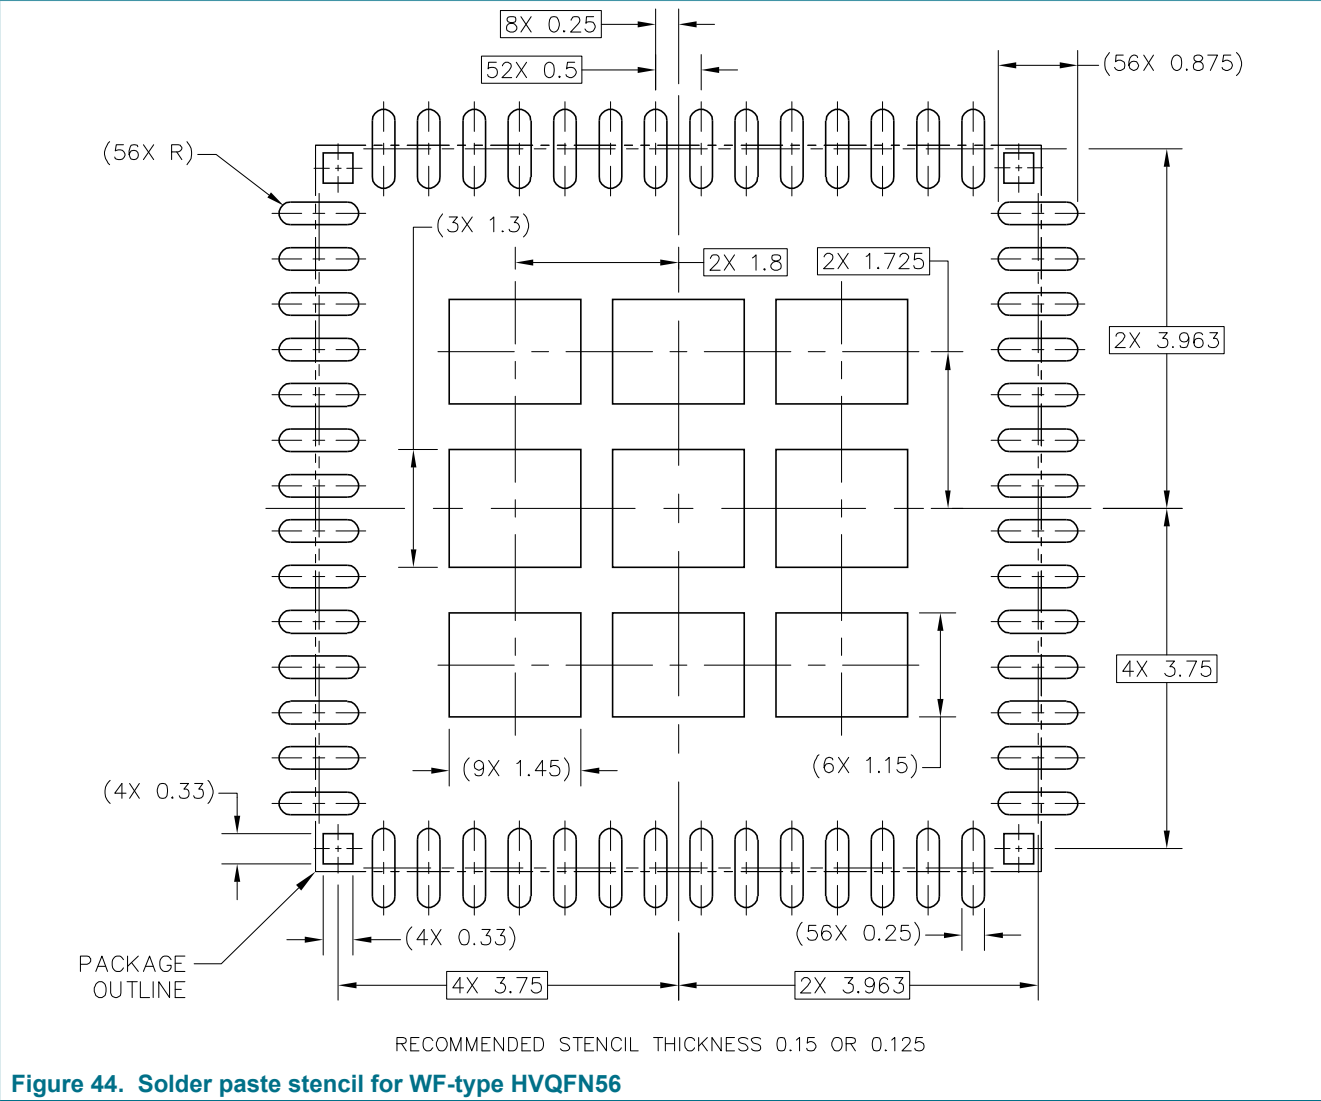 8X 0.25
52X 0.5
(56X 0.875)
(56X R)
(3X 1.3)
2X 1.8
2X 1.725
2X 3.963
4X 3.75
(9X 1.45)
(6X 1.15)
(4X 0.33)
(4X 0.33)
(56X 0.25)
PACKAGE
OUTLINE
4X 3.75
2X 3.963
RECOMMENDED STENCIL THICKNESS 0.15 OR 0.125
Figure 44. Solder paste stencil for WF-type HVQFN56